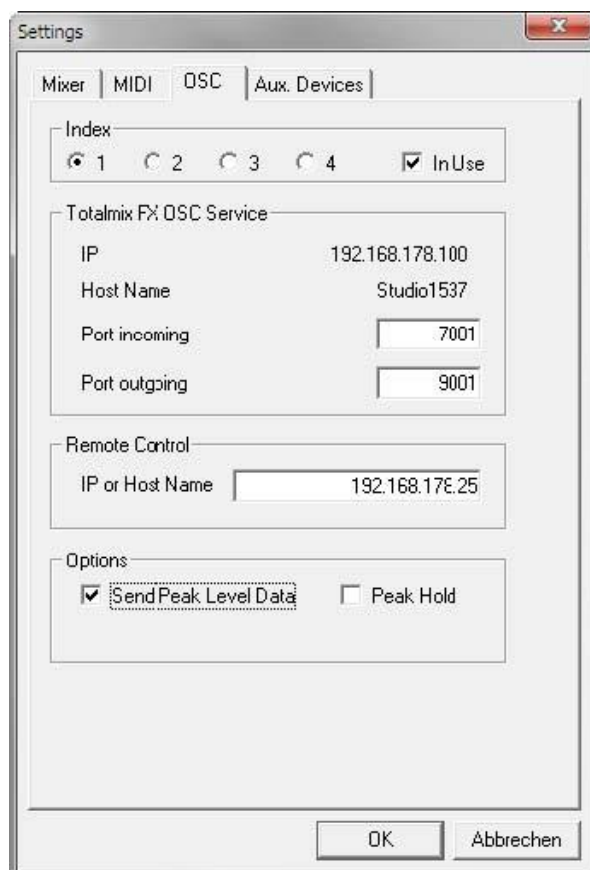 Settings
Mixer MIDI OSC Aux. Devices
Index
1 2 3 4 In Use
Totalmix FX OSC Service
IP 192.168.178.100
Host Name Studio1537
Port incoming 7001
Port outgoing 9001
Remote Control
IP or Host Name 192.168.178.25
Options
Send Peak Level Data Peak Hold
OK Abbrechen